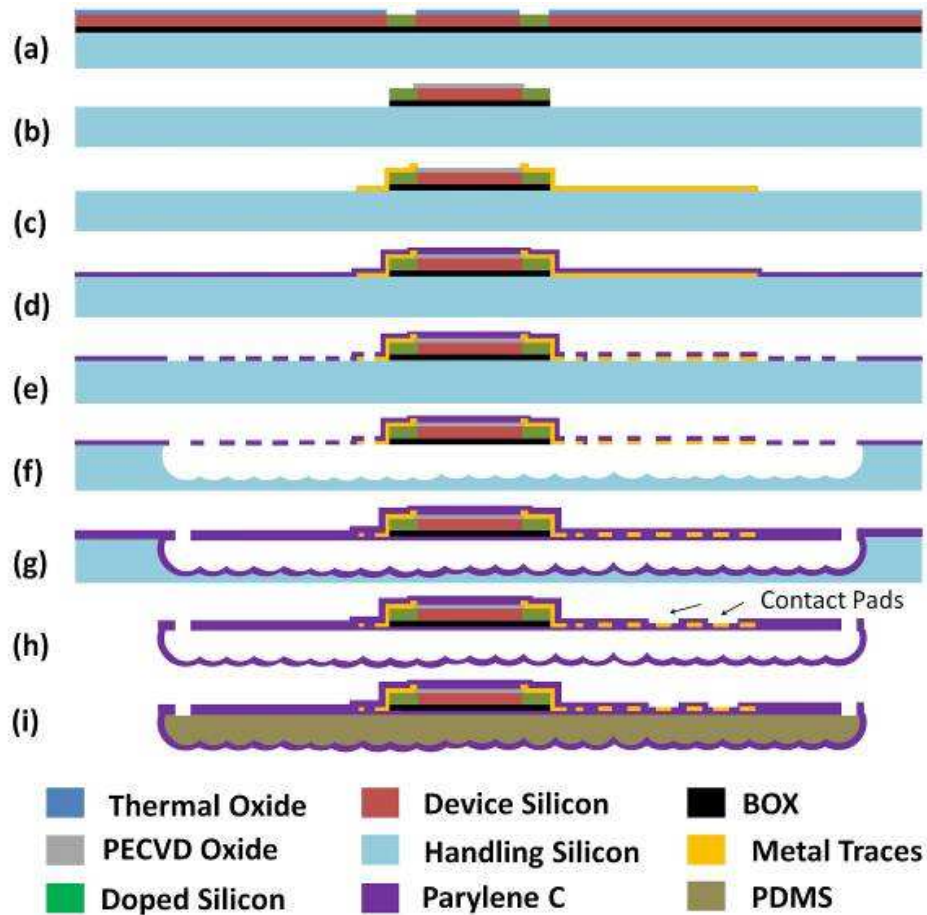 (a)
(b)
(c)
(d)
(e)
(f)
(g)
Contact Pads
(h)
(i)
Thermal Oxide Device Silicon BOX
PECVD Oxide Handling Silicon Metal Traces
Doped Silicon Parylene C PDMS